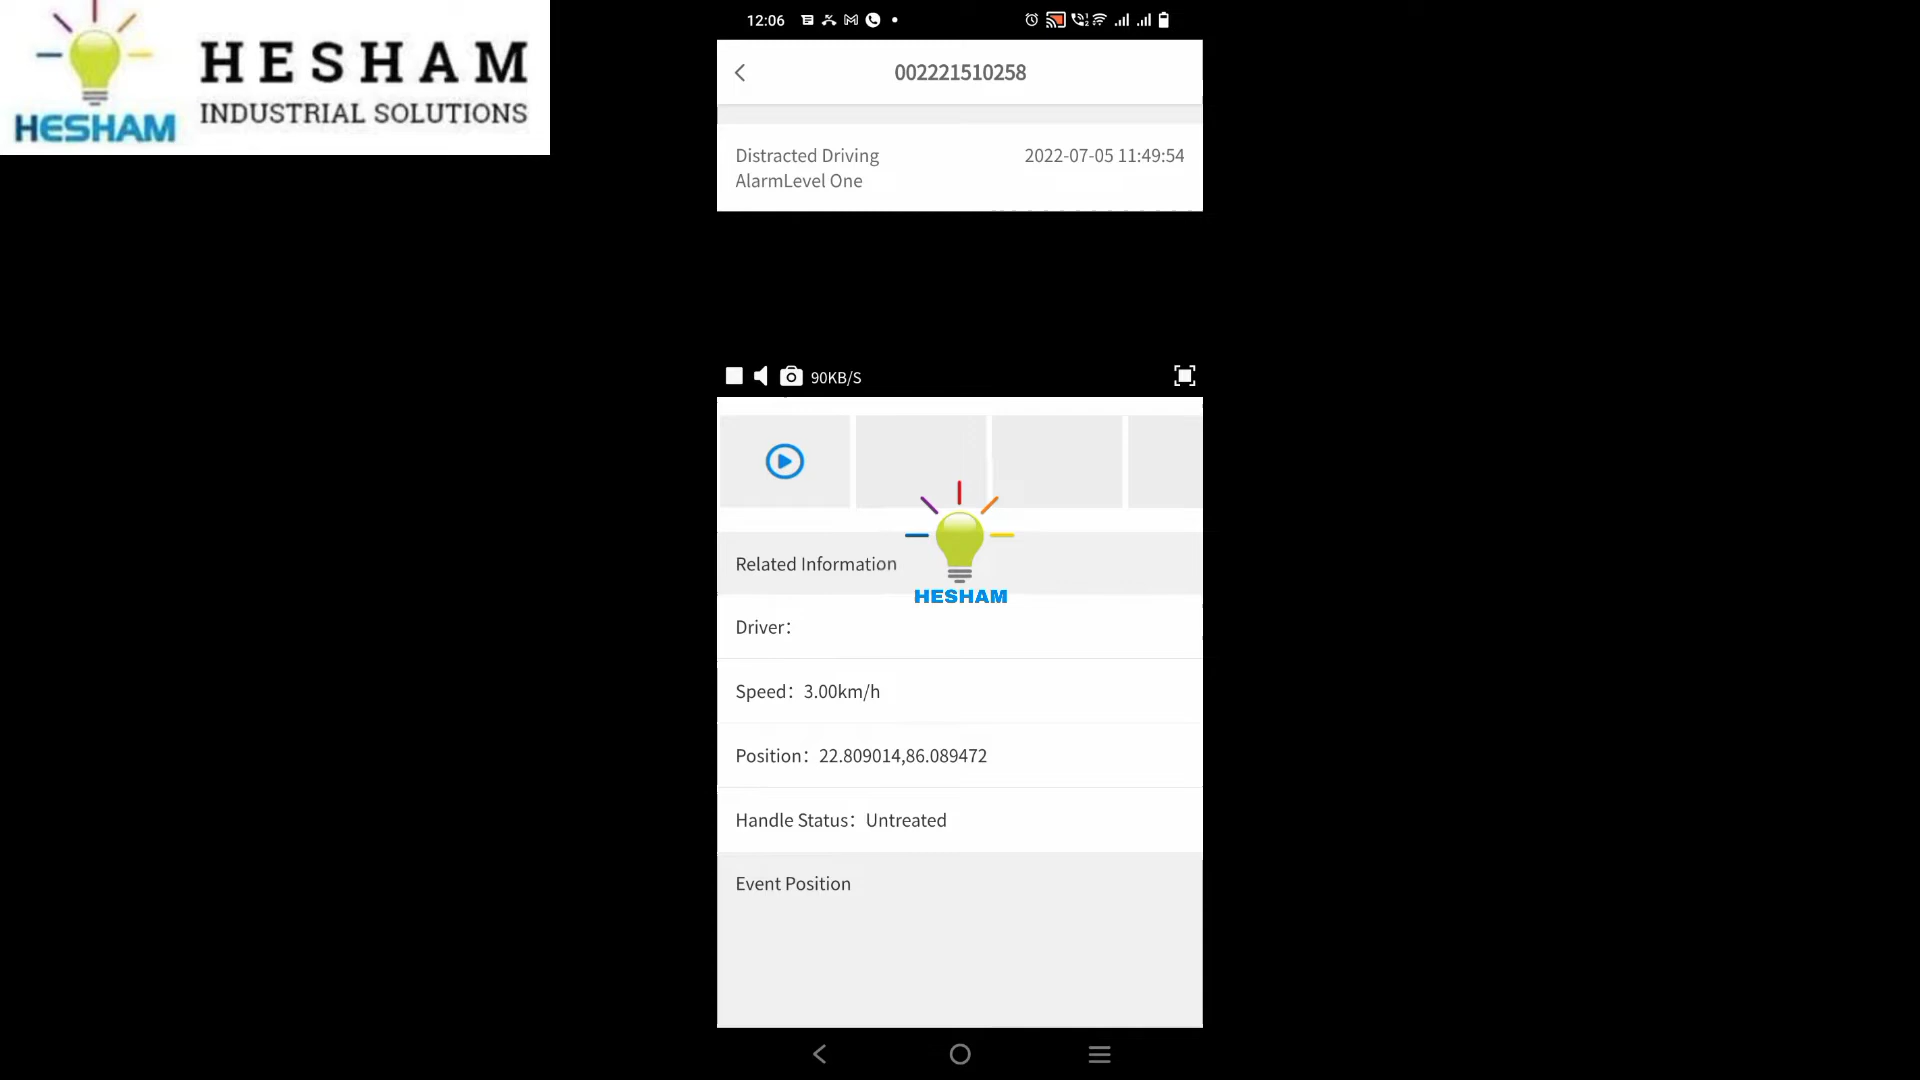 HESHAM
HESHAM
INDUSTRIAL SOLUTIONS
12:06
002221510258
Distracted Driving
AlarmLevel One
2022-07-05 11:49:54
90KB/S
Related Information
HESHAM
Driver：
Speed：3.00km/h
Position：22.809014,86.089472
Handle Status：Untreated
Event Position